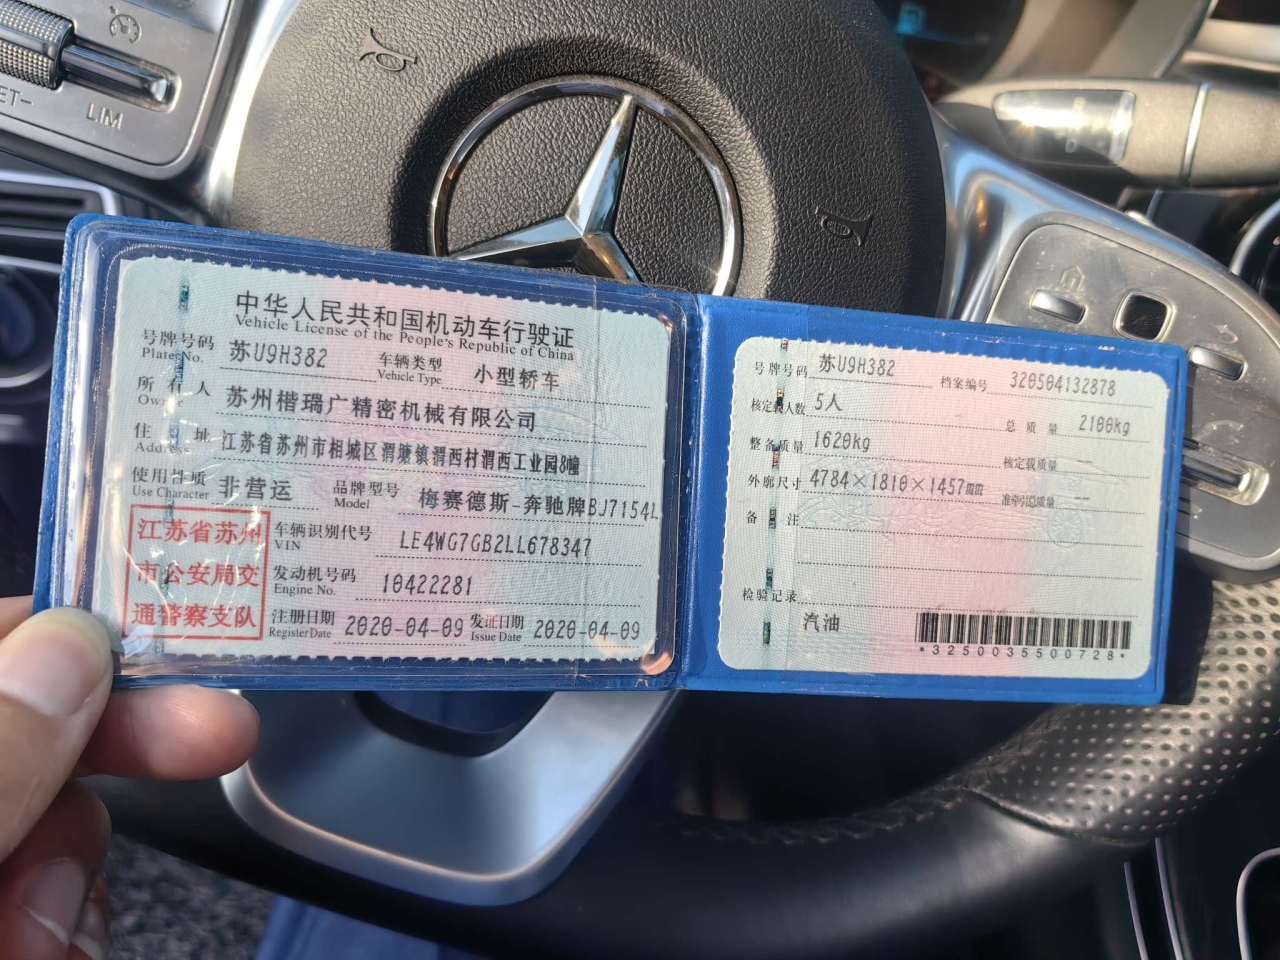 LIM
中华人民共和国机动车行驶证
Vehicle License of the People's Republic of China
号牌号码 苏U9H382 车辆类型 小型轿车
Plate No. Vehicle Type
所有人 苏州楷瑞广精密机械有限公司
Owner
住址 江苏省苏州市相城区渭塘镇渭西村渭西工业园8幢
Address
使用性质 非营运 品牌型号 梅赛德斯-奔驰牌BJ7154L
Use Character Model
江苏省苏州
市公安局交
通警察支队
车辆识别代号 LE4WG7GB2LL678347
VIN
发动机号码 10422281
Engine No.
注册日期 2020-04-09 发证日期 2020-04-09
Register Date Issue Date
号牌号码 苏U9H382 档案编号 320504132878
核定载人数 5人 总质量 2100kg
整备质量 1620kg 核定载质量 --
外廓尺寸 4784×1810×1457mm 准牵引总质量 --
备注
检验记录
汽油
*3250035500728*